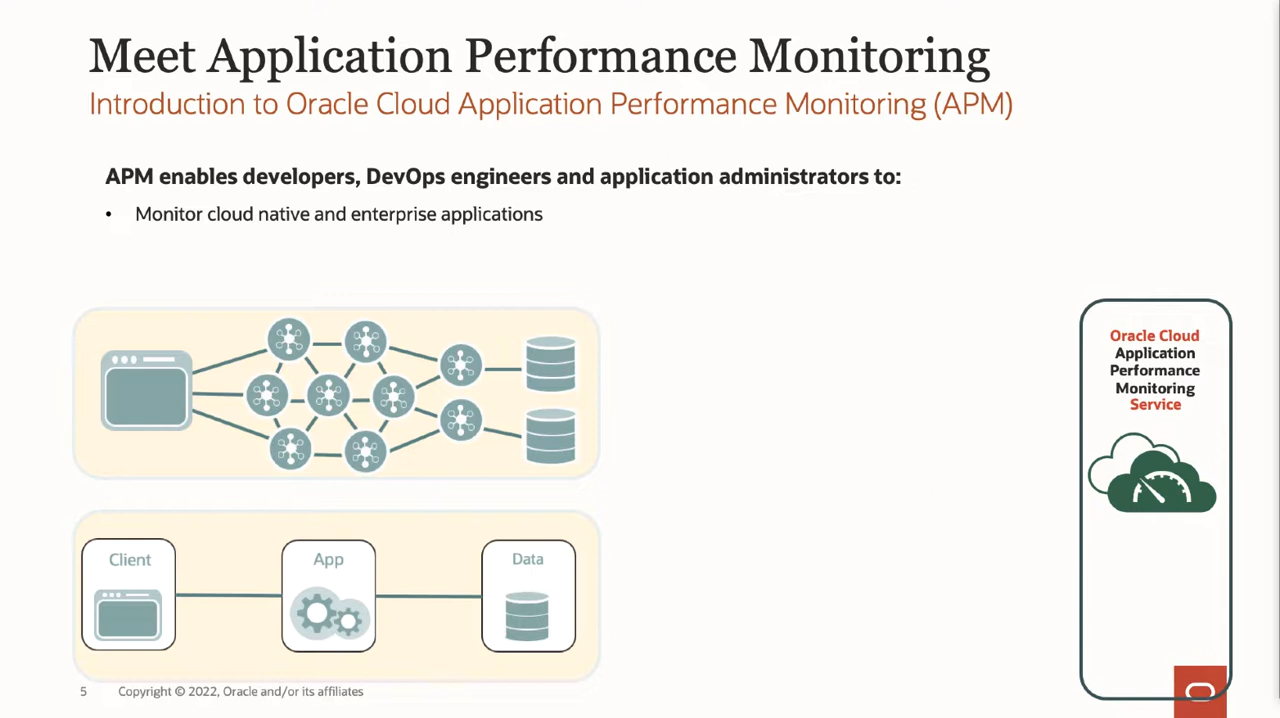 Meet Application Performance Monitoring
Introduction to Oracle Cloud Application Performance Monitoring (APM)
APM enables developers, DevOps engineers and application administrators to:
• Monitor cloud native and enterprise applications
Oracle Cloud
Application
Performance
Monitoring
Service
Client
App
Data
5 Copyright © 2022, Oracle and/or its affiliates